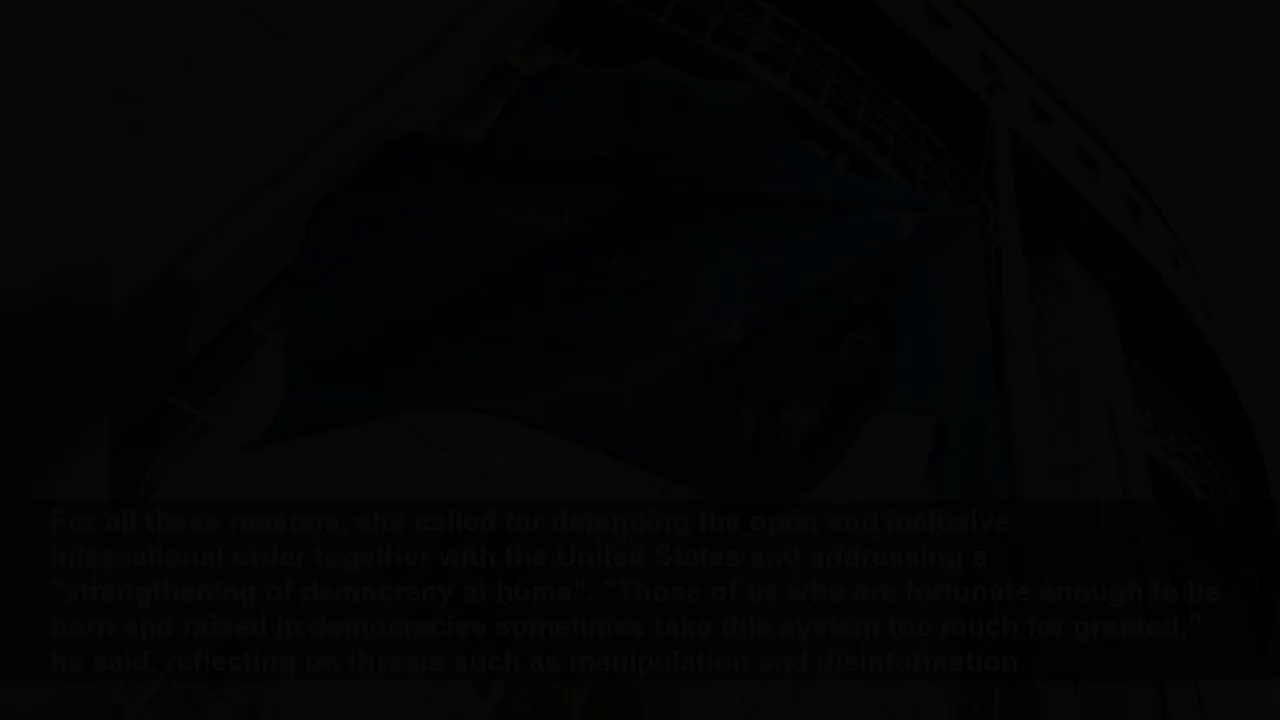 For all these reasons, she called for defending the open and inclusive
international order together with the United States and addressing a
"strengthening of democracy at home". "Those of us who are fortunate enough to be
born and raised in democracies sometimes take this system too much for granted,"
he said, reflecting on threats such as manipulation and disinformation.